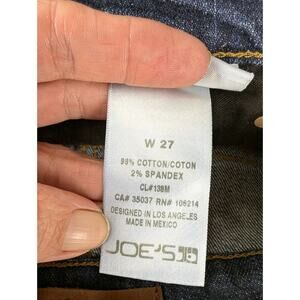 W 27
98% COTTON/COTON
2% SPANDEX
CL#138M
CA# 35037 RN# 106214
DESIGNED IN LOS ANGELES
MADE IN MEXICO
JOE'S